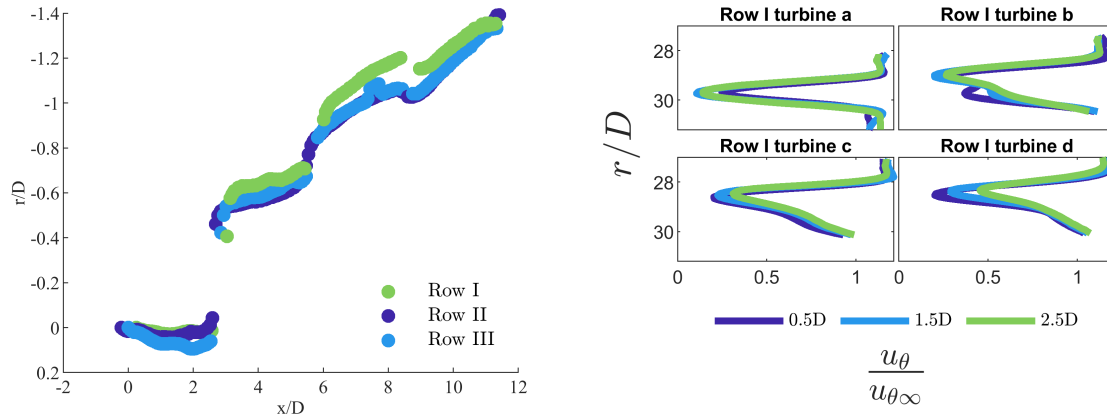 -1.4
-1.2
-1
-0.8
-0.6
-0.4
-0.2
0
0.2
r/D
-2
0
2
4
6
8
10
12
x/D
Row I
Row II
Row III
Row I turbine a
Row I turbine b
28
30
Row I turbine c
Row I turbine d
28
30
r/D
0
0.5
1
0
0.5
1
0.5D
1.5D
2.5D
uθ
uθ∞